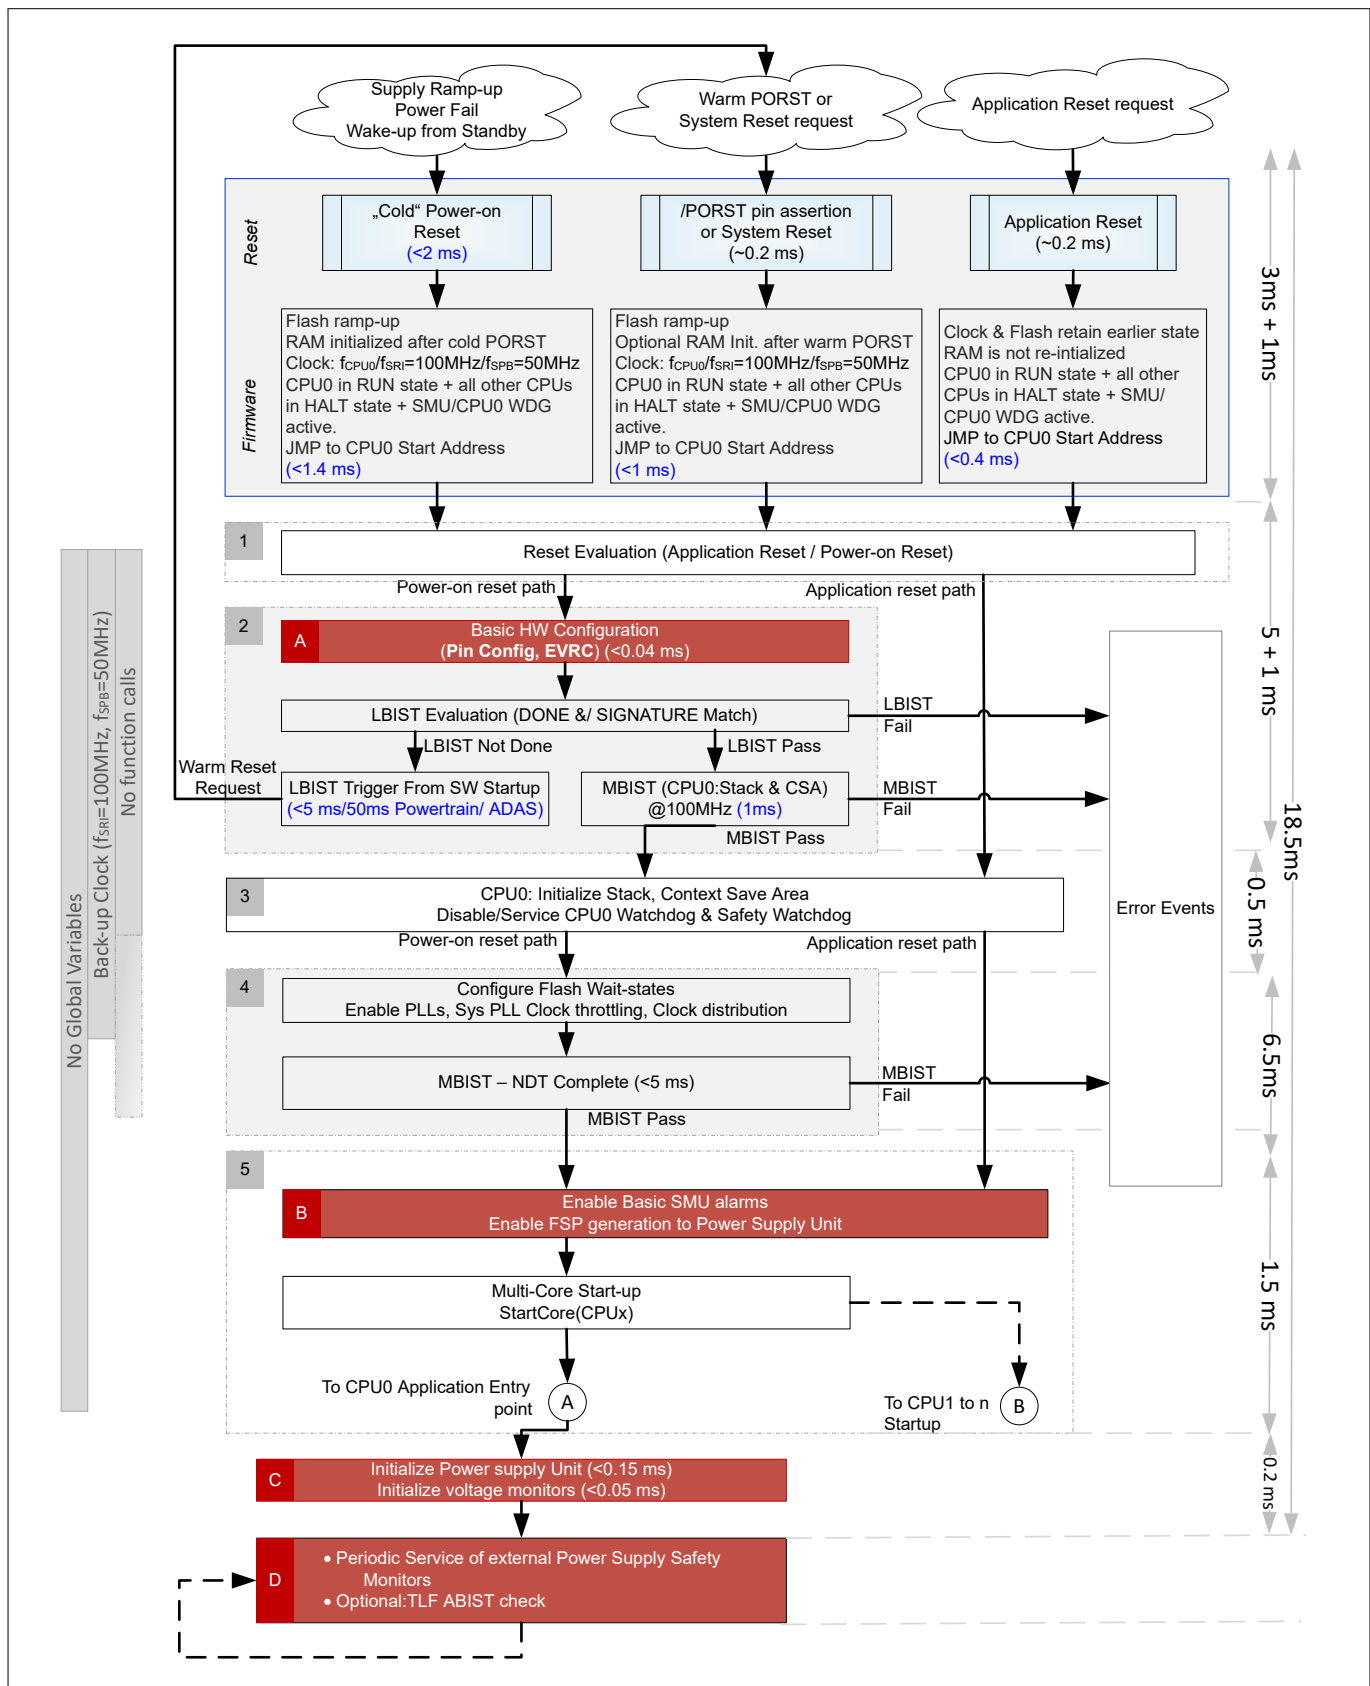 Supply Ramp-up
Power Fail
Wake-up from Standby
Warm PORST or
System Reset request
Application Reset request
Reset
„Cold“ Power-on
Reset
(<2 ms)
/PORST pin assertion
or System Reset
(~0.2 ms)
Application Reset
(~0.2 ms)
Firmware
Flash ramp-up
RAM initialized after cold PORST
Clock: fCPU0/fSRI=100MHz/fSPB=50MHz
CPU0 in RUN state + all other CPUs
in HALT state + SMU/CPU0 WDG
active.
JMP to CPU0 Start Address
(<1.4 ms)
Flash ramp-up
Optional RAM Init. after warm PORST
Clock: fCPU0/fSRI=100MHz/fSPB=50MHz
CPU0 in RUN state + all other CPUs
in HALT state + SMU/CPU0 WDG
active.
JMP to CPU0 Start Address
(<1 ms)
Clock & Flash retain earlier state
RAM is not re-intialized
CPU0 in RUN state + all other
CPUs in HALT state + SMU/
CPU0 WDG active.
JMP to CPU0 Start Address
(<0.4 ms)
3ms + 1ms
1
Reset Evaluation (Application Reset / Power-on Reset)
Power-on reset path
Application reset path
2
A
Basic HW Configuration
(Pin Config, EVRC) (<0.04 ms)
LBIST Evaluation (DONE &/ SIGNATURE Match)
LBIST
Fail
LBIST Not Done
LBIST Pass
Warm Reset
Request
LBIST Trigger From SW Startup
(<5 ms/50ms Powertrain/ ADAS)
MBIST (CPU0:Stack & CSA)
@100MHz (1ms)
MBIST
Fail
MBIST Pass
5 + 1 ms
18.5ms
Error Events
3
CPU0: Initialize Stack, Context Save Area
Disable/Service CPU0 Watchdog & Safety Watchdog
0.5 ms
Power-on reset path
Application reset path
4
Configure Flash Wait-states
Enable PLLs, Sys PLL Clock throttling, Clock distribution
MBIST – NDT Complete (<5 ms)
MBIST
Fail
MBIST Pass
6.5ms
No Global Variables
Back-up Clock (fSRI=100MHz, fSPB=50MHz)
No function calls
5
B
Enable Basic SMU alarms
Enable FSP generation to Power Supply Unit
Multi-Core Start-up
StartCore(CPUx)
1.5 ms
To CPU0 Application Entry
point
A
To CPU1 to n
Startup
B
C
Initialize Power supply Unit (<0.15 ms)
Initialize voltage monitors (<0.05 ms)
0.2 ms
D
• Periodic Service of external Power Supply Safety
Monitors
• Optional:TLF ABIST check